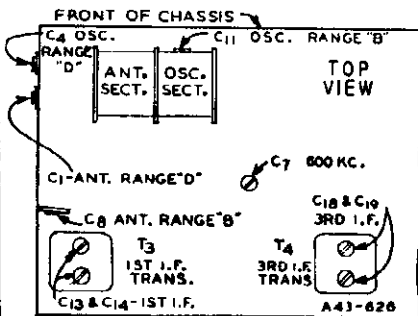 FRONT OF CHASSIS
C4 OSC.
RANGE
"D"
C11 OSC. RANGE "B"
ANT.
SECT.
OSC.
SECT.
TOP
VIEW
C1-ANT. RANGE "D"
C7 600 KC.
C8 ANT. RANGE "B"
C18 & C19
3RD I.F.
T3
1ST I.F.
TRANS.
T4
3RD I.F.
TRANS
C13 & C14-1ST I.F.
A43-626